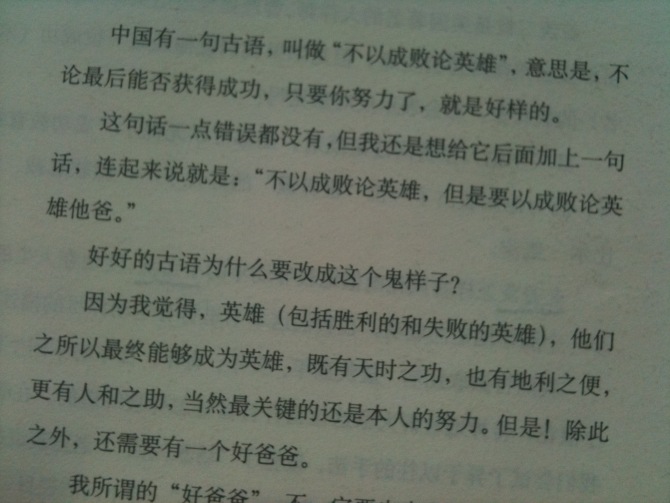 中国有一句古语，叫做“不以成败论英雄”，意思是，不
论最后能否获得成功，只要你努力了，就是好样的。
这句话一点错误都没有，但我还是想给它后面加上一句
话，连起来说就是：“不以成败论英雄，但是要以成败论英
雄他爸。”
好好的古语为什么要改成这个鬼样子？
因为我觉得，英雄（包括胜利的和失败的英雄），他们
之所以最终能够成为英雄，既有天时之功，也有地利之便，
更有人和之助，当然最关键的还是本人的努力。但是！除此
之外，还需要有一个好爸爸。
我所谓的“好爸爸”，不一定要